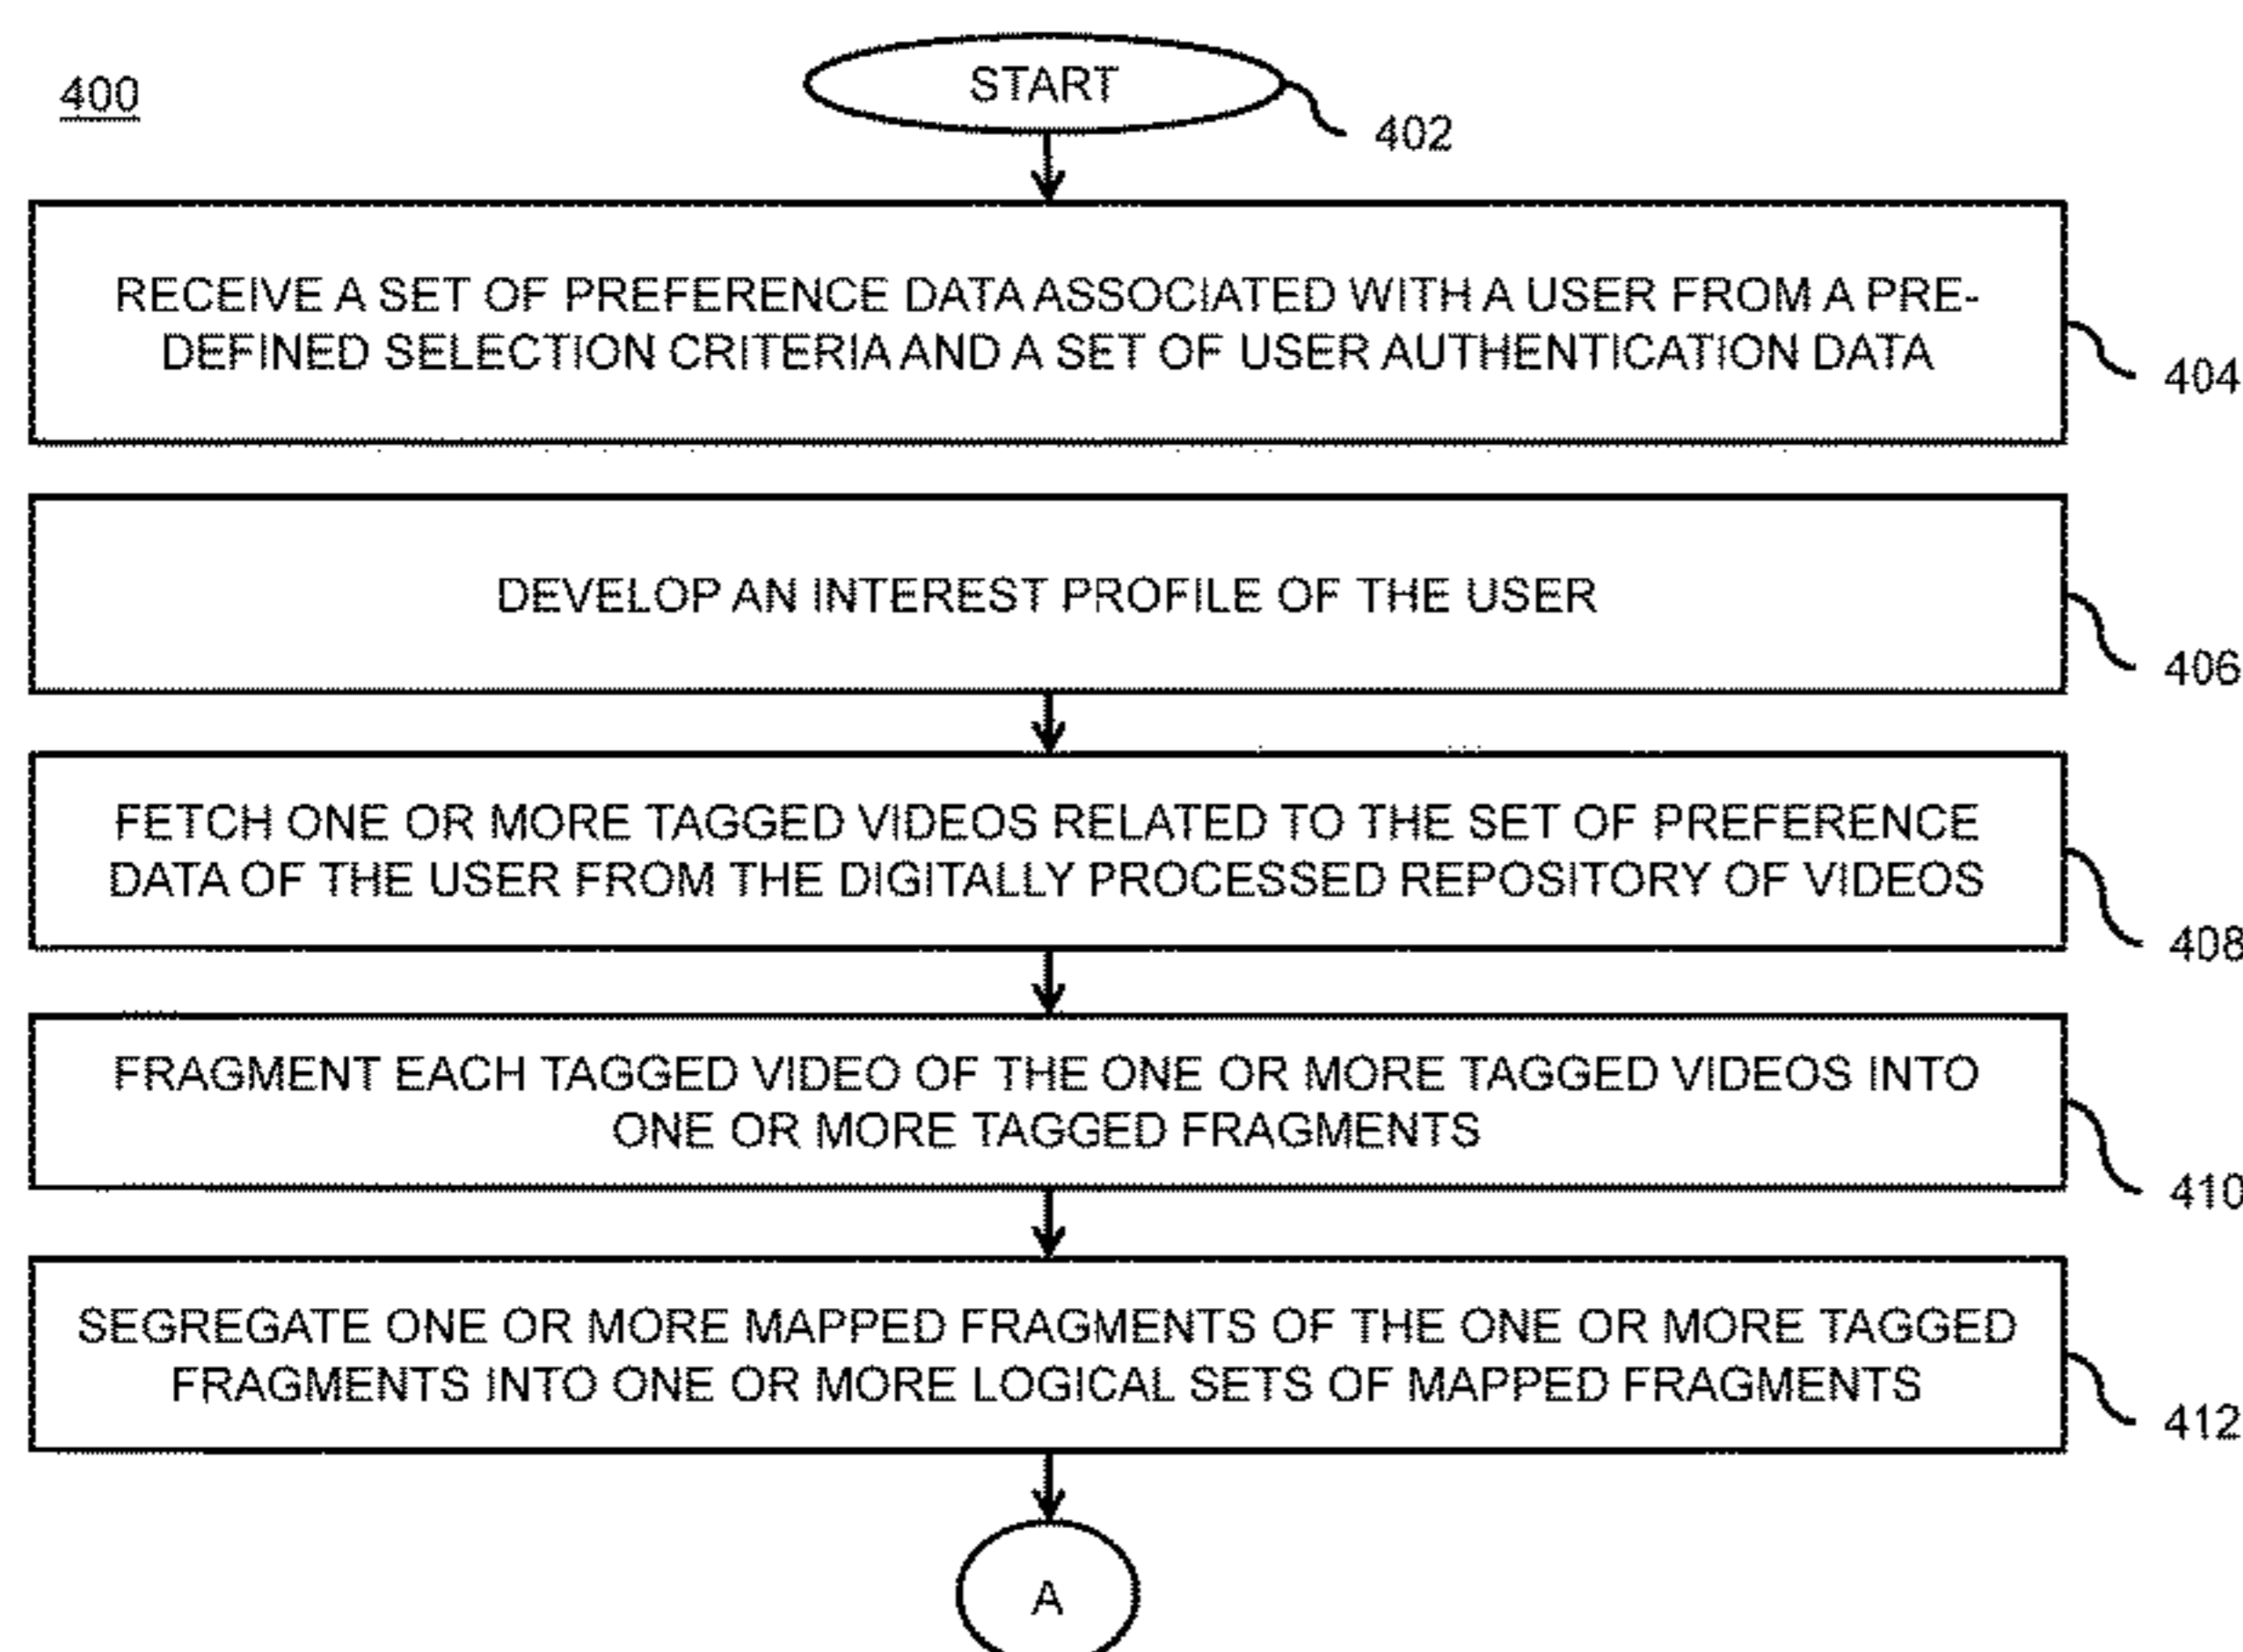 400
START
402
RECEIVE A SET OF PREFERENCE DATA ASSOCIATED WITH A USER FROM A PRE-
DEFINED SELECTION CRITERIA AND A SET OF USER AUTHENTICATION DATA
404
DEVELOP AN INTEREST PROFILE OF THE USER
406
FETCH ONE OR MORE TAGGED VIDEOS RELATED TO THE SET OF PREFERENCE
DATA OF THE USER FROM THE DIGITALLY PROCESSED REPOSITORY OF VIDEOS
408
FRAGMENT EACH TAGGED VIDEO OF THE ONE OR MORE TAGGED VIDEOS INTO
ONE OR MORE TAGGED FRAGMENTS
410
SEGREGATE ONE OR MORE MAPPED FRAGMENTS OF THE ONE OR MORE TAGGED
FRAGMENTS INTO ONE OR MORE LOGICAL SETS OF MAPPED FRAGMENTS
412
A